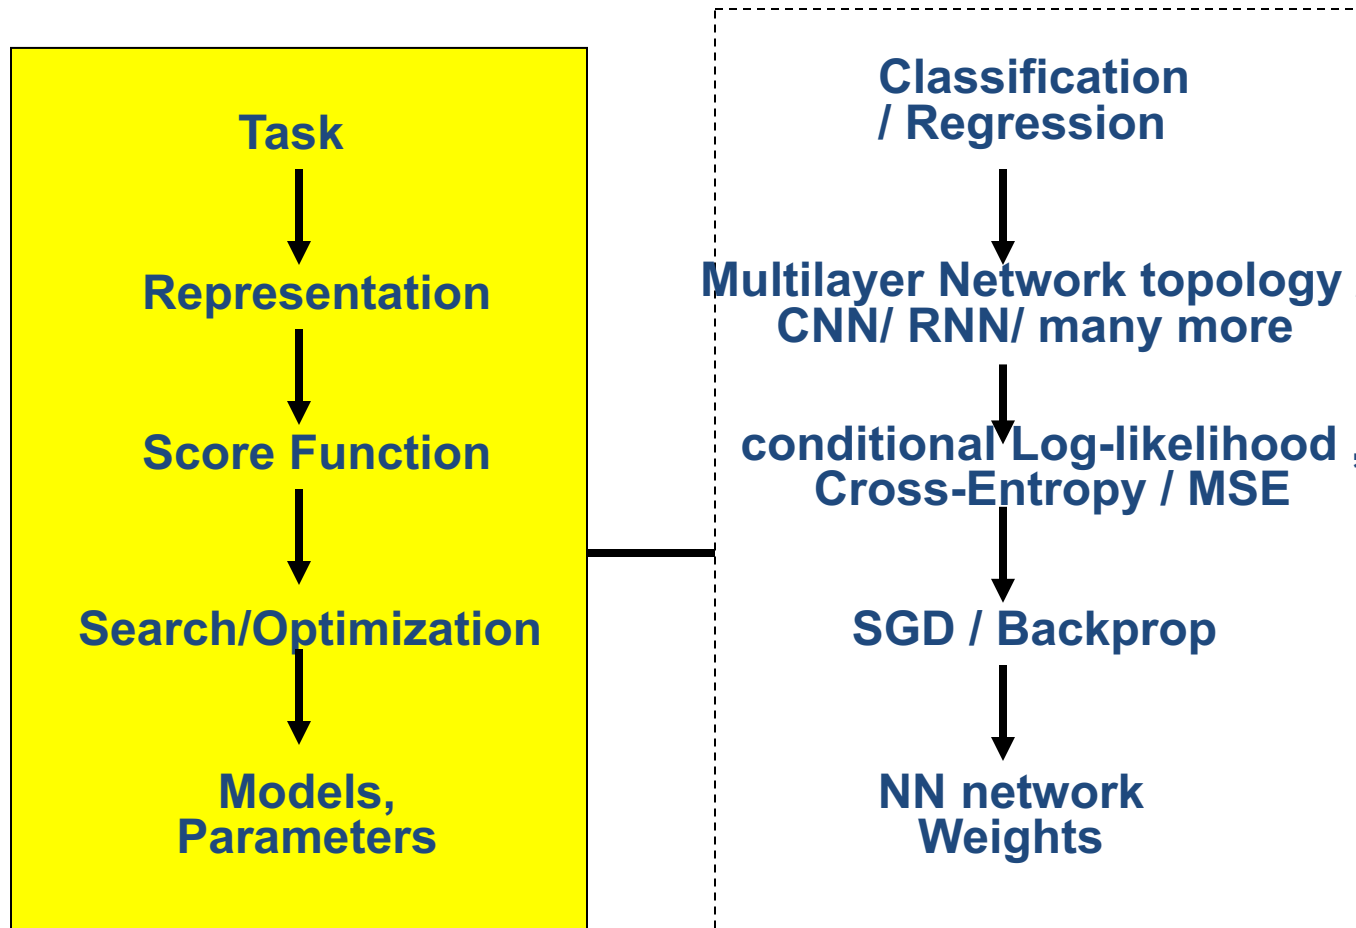 Task
Representation
Score Function
Search/Optimization
Models,
Parameters
Classification
/ Regression
Multilayer Network topology
CNN/ RNN/ many more
conditional Log-likelihood ,
Cross-Entropy / MSE
SGD / Backprop
NN network
Weights